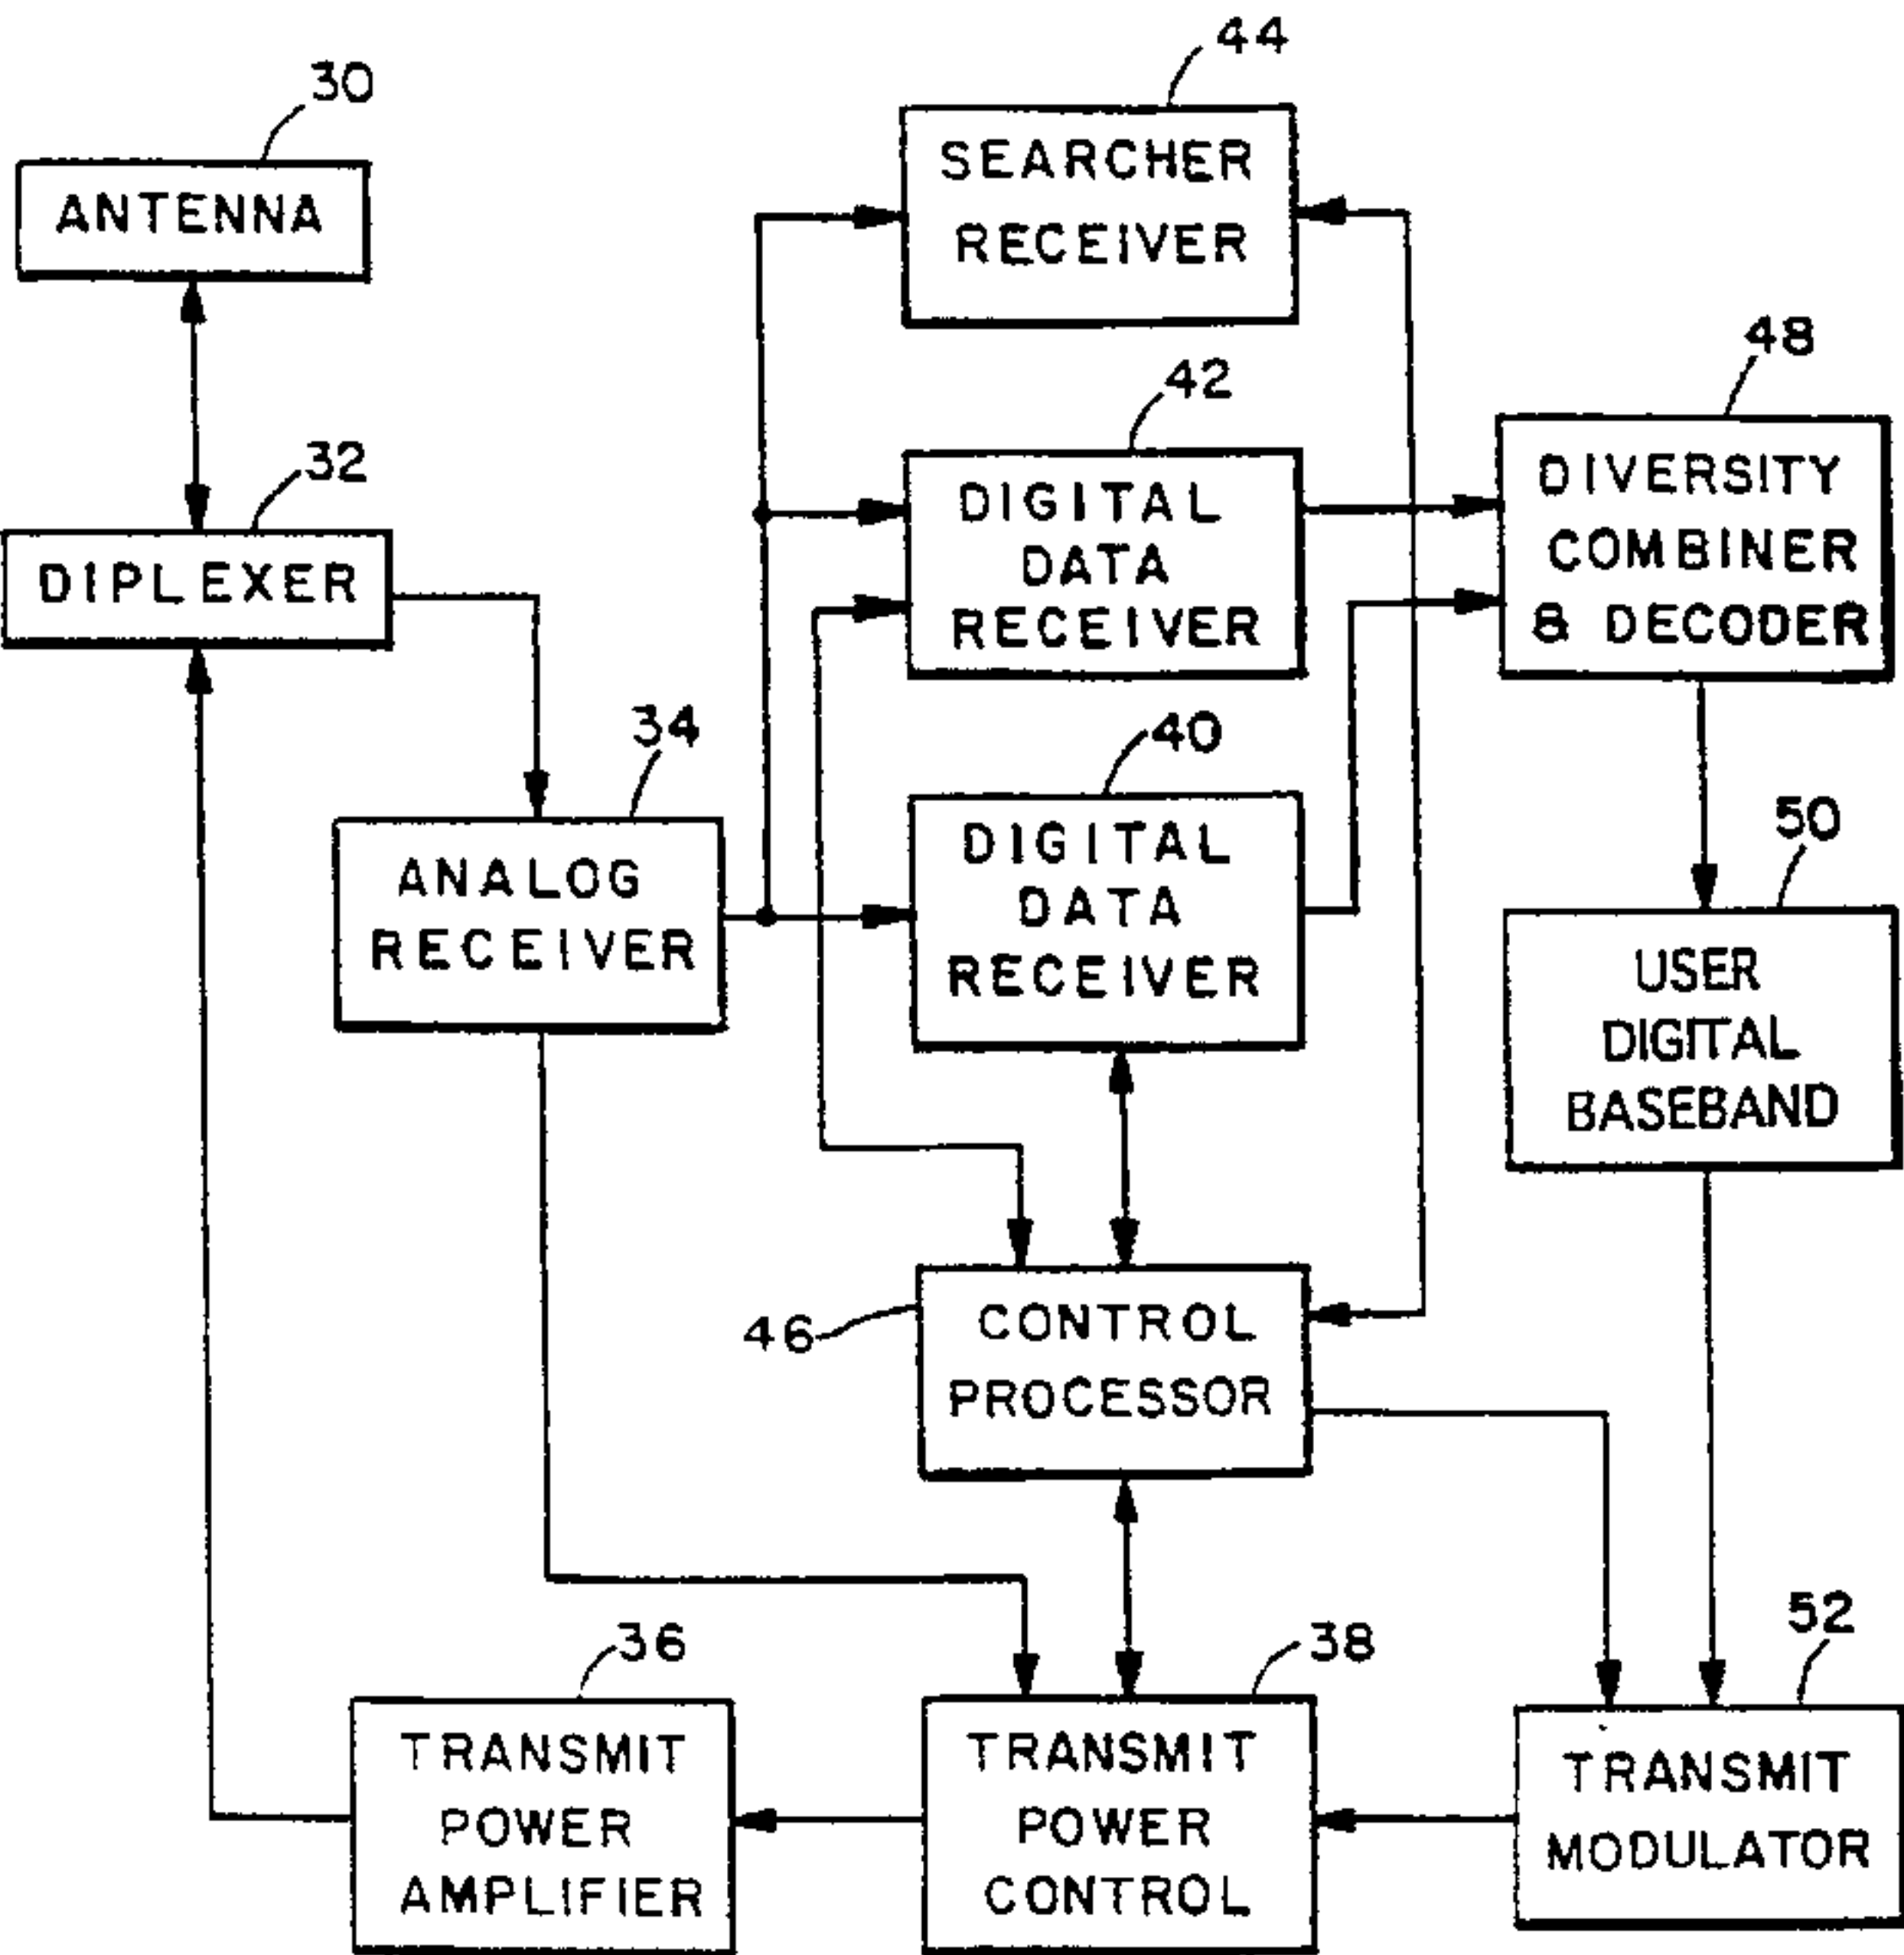 44
SEARCHER
RECEIVER
30
ANTENNA
48
DIVERSITY
COMBINER
& DECODER
42
DIGITAL
DATA
RECEIVER
32
DIPLEXER
34
ANALOG
RECEIVER
40
DIGITAL
DATA
RECEIVER
50
USER
DIGITAL
BASEBAND
46
CONTROL
PROCESSOR
36
TRANSMIT
POWER
AMPLIFIER
38
TRANSMIT
POWER
CONTROL
52
TRANSMIT
MODULATOR